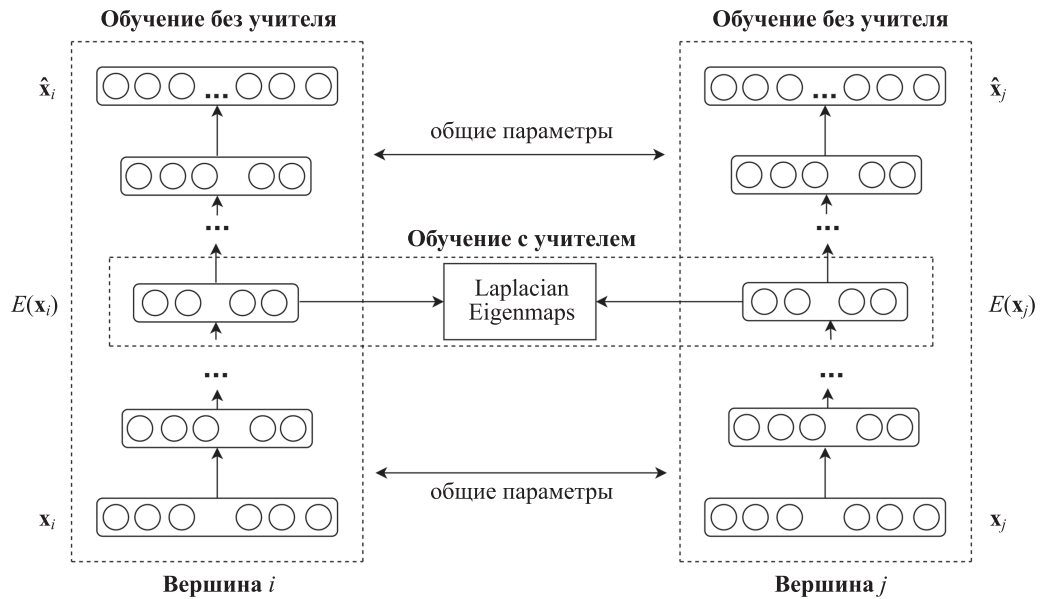 Обучение без учителя
Обучение без учителя
x̂i
...
x̂j
...
общие параметры
...
...
Обучение с учителем
E(xi)
Laplacian
Eigenmaps
E(xj)
...
...
общие параметры
xi
xj
Вершина i
Вершина j